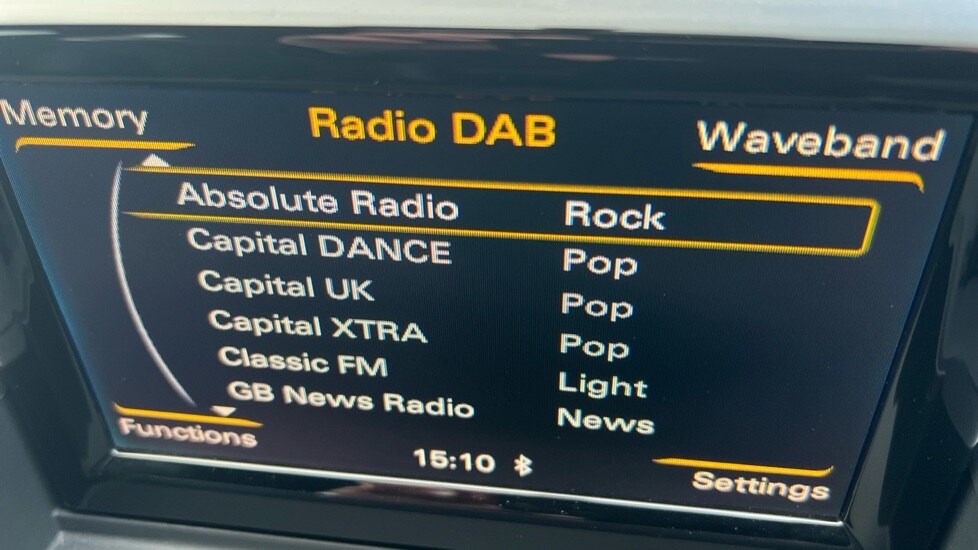 Memory
Radio DAB
Waveband
Absolute Radio Rock
Capital DANCE Pop
Capital UK Pop
Capital XTRA Pop
Classic FM Light
GB News Radio News
Functions
15:10
Settings